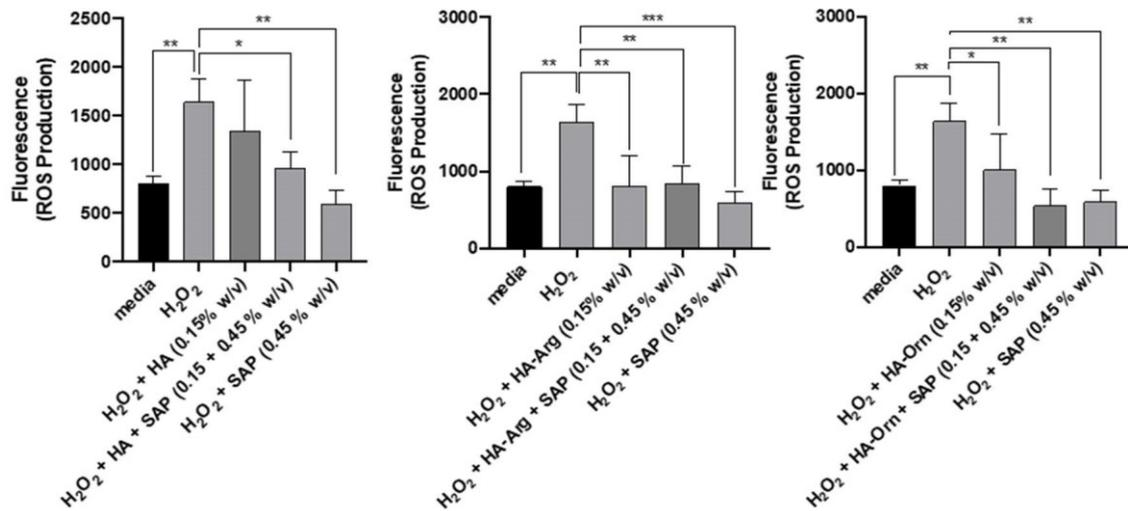 Fluorescence
(ROS Production)
2500
2000
1500
1000
500
0
**
*
**
media
H₂O₂
H₂O₂ + HA (0.15% w/v)
H₂O₂ + HA + SAP (0.15 + 0.45 % w/v)
H₂O₂ + SAP (0.45 % w/v)
Fluorescence
(ROS Production)
3000
2000
1000
0
***
**
**
**
media
H₂O₂
H₂O₂ + HA-Arg (0.15% w/v)
H₂O₂ + HA-Arg + SAP (0.15 + 0.45 % w/v)
H₂O₂ + SAP (0.45 % w/v)
Fluorescence
(ROS Production)
3000
2000
1000
0
**
**
*
**
media
H₂O₂
H₂O₂ + HA-Orn (0.15% w/v)
H₂O₂ + HA-Orn + SAP (0.15 + 0.45 % w/v)
H₂O₂ + SAP (0.45 % w/v)